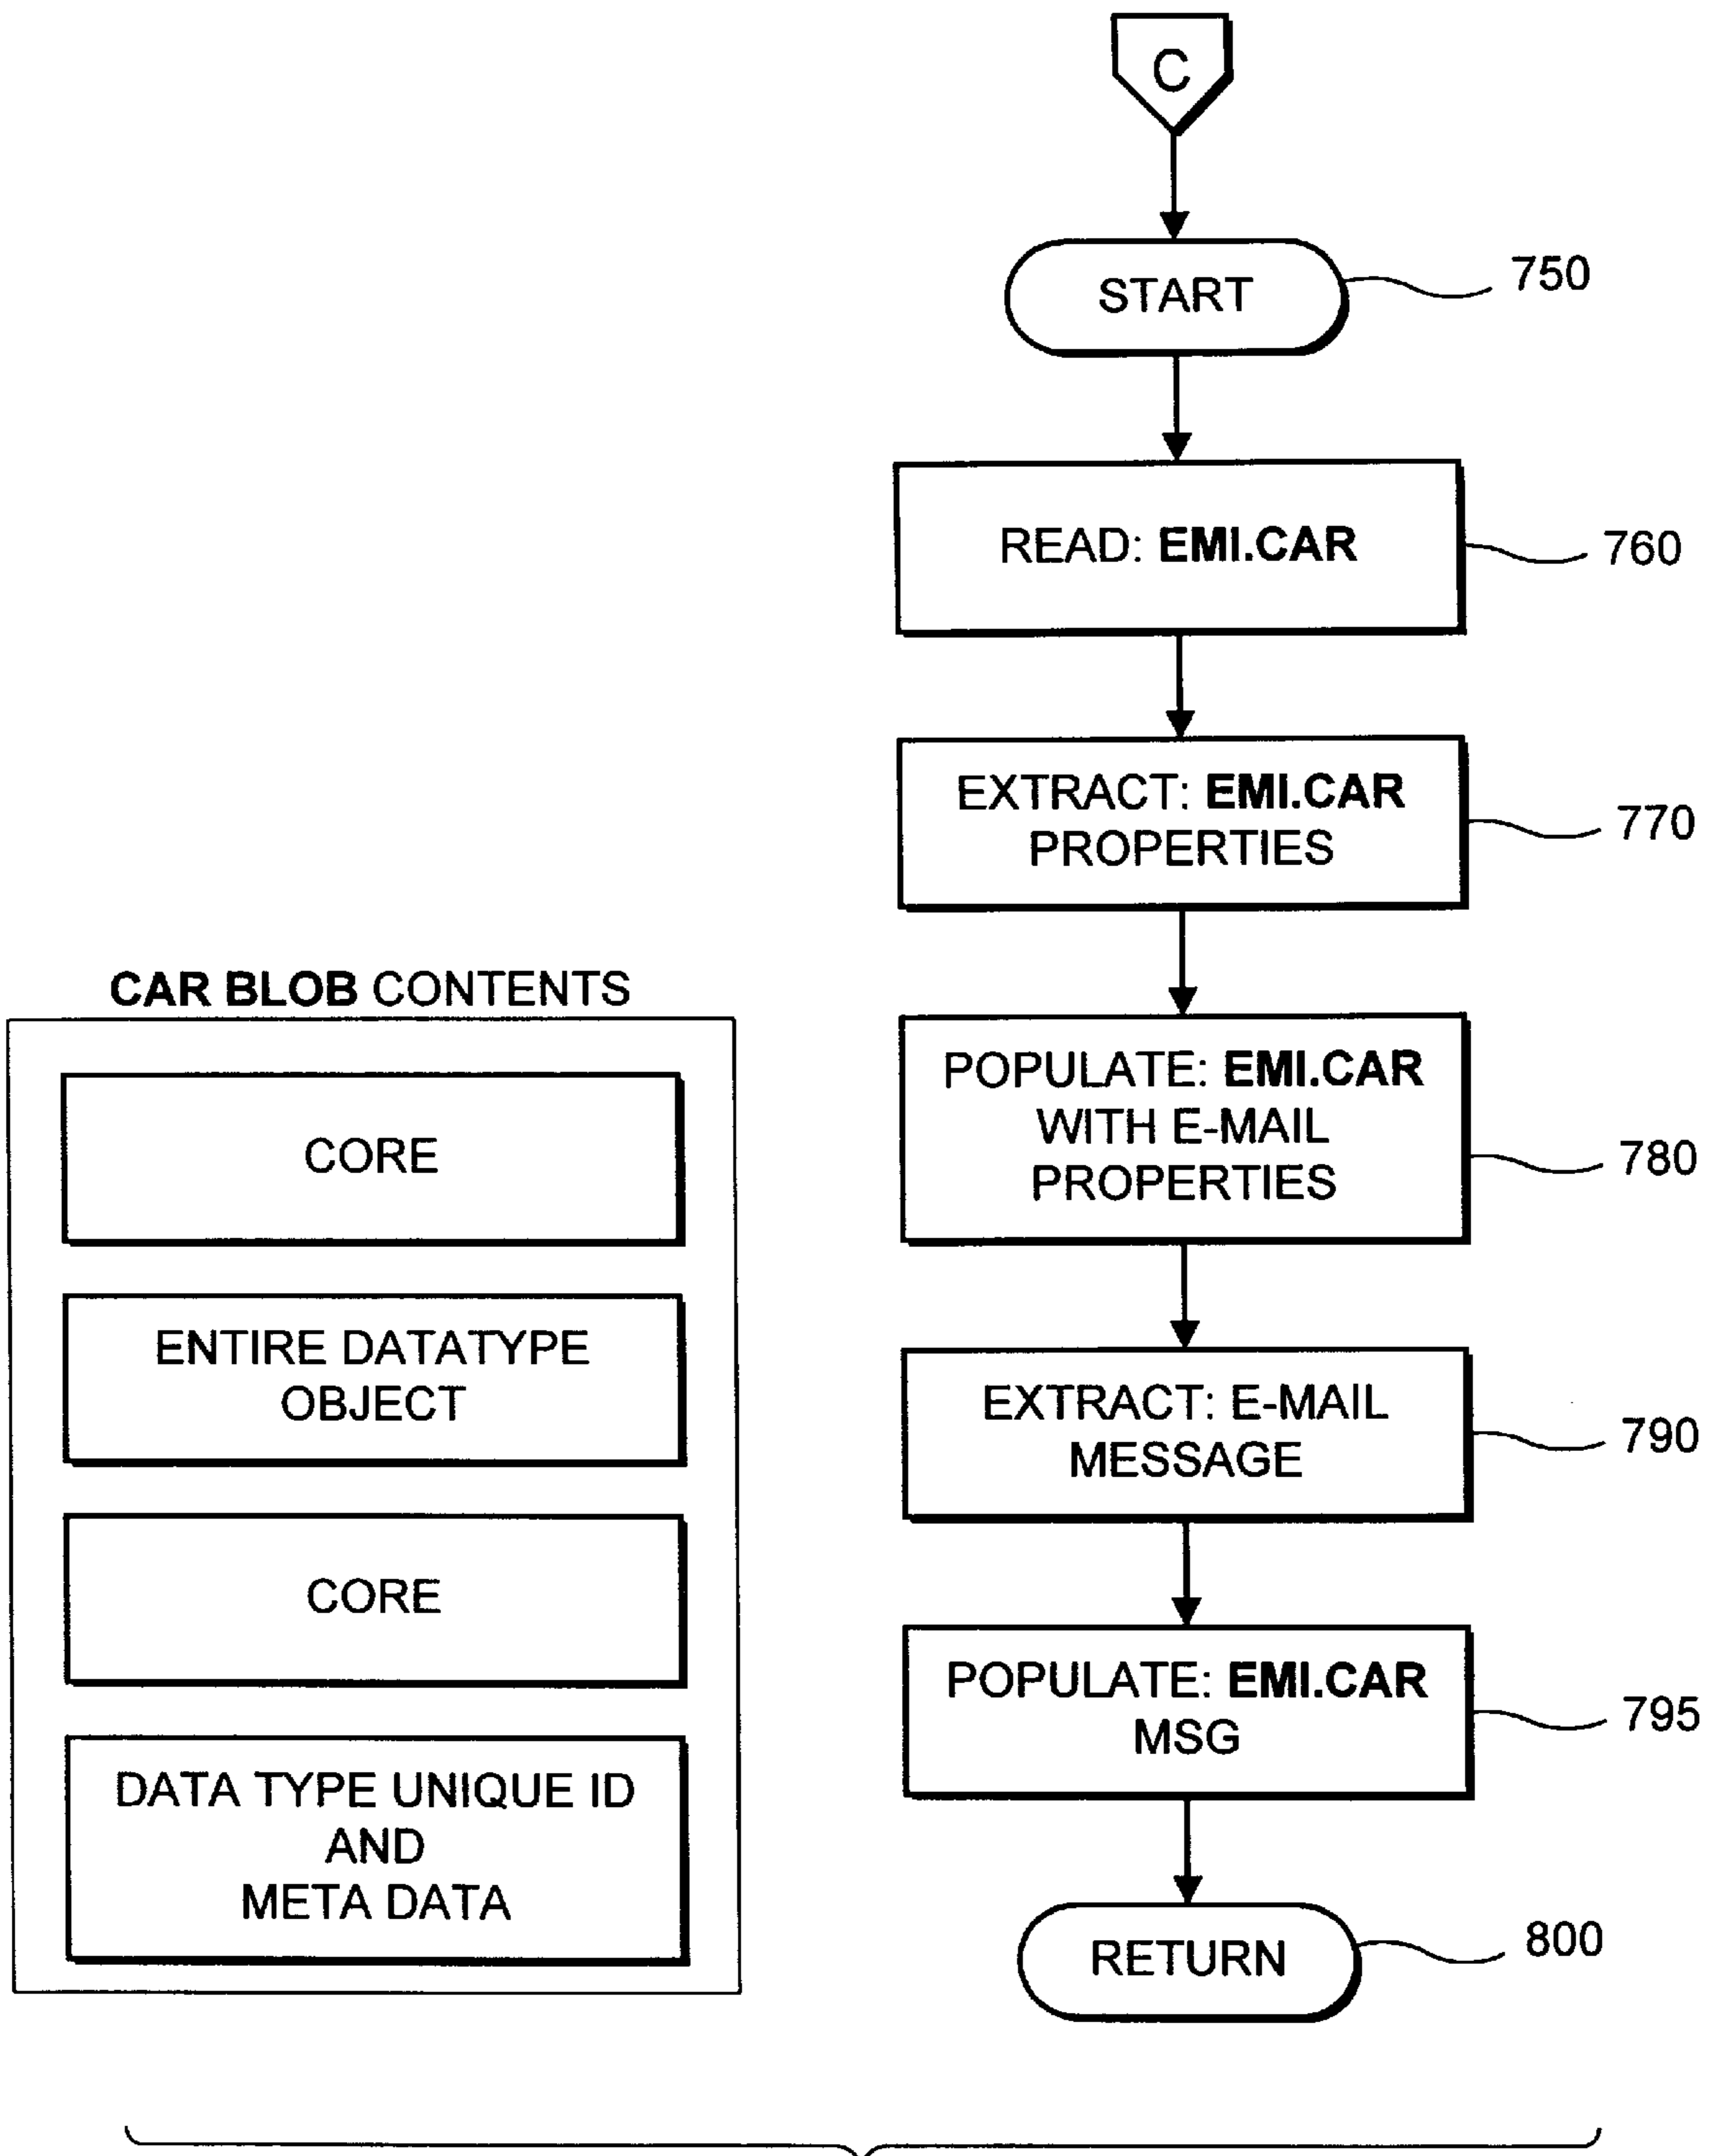 C
START
750
READ: EMI.CAR
760
EXTRACT: EMI.CAR
PROPERTIES
770
POPULATE: EMI.CAR
WITH E-MAIL
PROPERTIES
780
EXTRACT: E-MAIL
MESSAGE
790
POPULATE: EMI.CAR
MSG
795
RETURN
800
CAR BLOB CONTENTS
CORE
ENTIRE DATATYPE
OBJECT
CORE
DATA TYPE UNIQUE ID
AND
META DATA